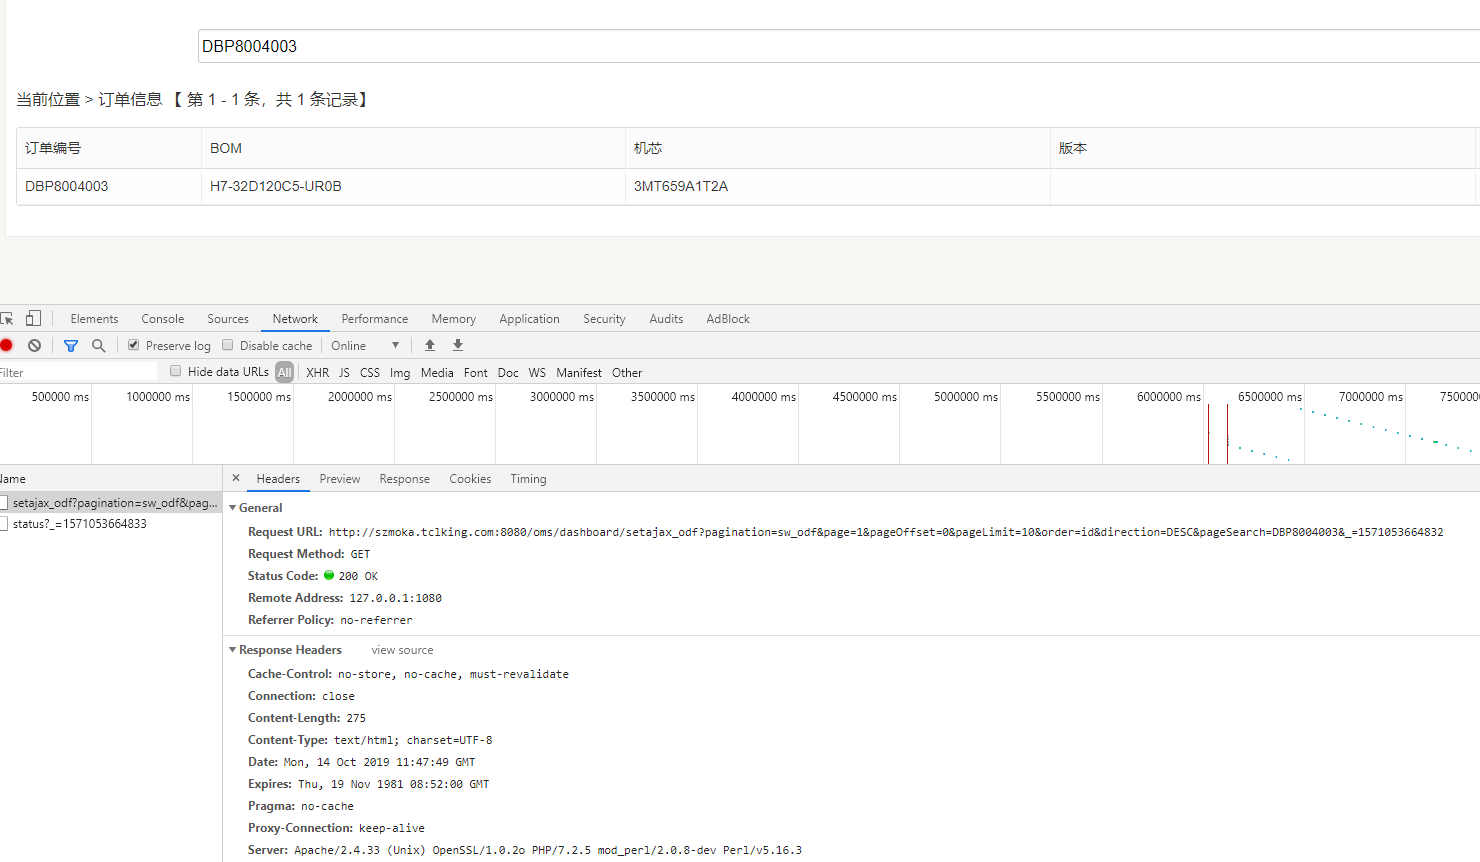 DBP8004003
当前位置 > 订单信息 【 第 1 - 1 条，共 1 条记录】
订单编号 BOM 机芯 版本
DBP8004003 H7-32D120C5-UR0B 3MT659A1T2A
Elements Console Sources Network Performance Memory Application Security Audits AdBlock
Preserve log Disable cache Online
Filter Hide data URLs All XHR JS CSS Img Media Font Doc WS Manifest Other
500000 ms 1000000 ms 1500000 ms 2000000 ms 2500000 ms 3000000 ms 3500000 ms 4000000 ms 4500000 ms 5000000 ms 5500000 ms 6000000 ms 6500000 ms 7000000 ms 750000
Name × Headers Preview Response Cookies Timing
setajax_odf?pagination=sw_odf&pag...
status?_=1571053664833
General
Request URL: http://szmoka.tclking.com:8080/oms/dashboard/setajax_odf?pagination=sw_odf&page=1&pageOffset=0&pageLimit=10&order=id&direction=DESC&pageSearch=DBP8004003&_=1571053664832
Request Method: GET
Status Code: 200 OK
Remote Address: 127.0.0.1:1080
Referrer Policy: no-referrer
Response Headers view source
Cache-Control: no-store, no-cache, must-revalidate
Connection: close
Content-Length: 275
Content-Type: text/html; charset=UTF-8
Date: Mon, 14 Oct 2019 11:47:49 GMT
Expires: Thu, 19 Nov 1981 08:52:00 GMT
Pragma: no-cache
Proxy-Connection: keep-alive
Server: Apache/2.4.33 (Unix) OpenSSL/1.0.2o PHP/7.2.5 mod_perl/2.0.8-dev Perl/v5.16.3